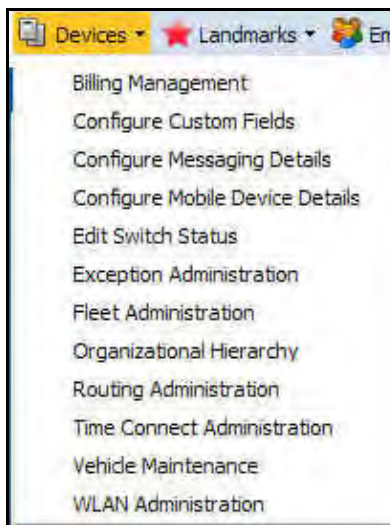 Devices Landmarks Em
Billing Management
Configure Custom Fields
Configure Messaging Details
Configure Mobile Device Details
Edit Switch Status
Exception Administration
Fleet Administration
Organizational Hierarchy
Routing Administration
Time Connect Administration
Vehicle Maintenance
WLAN Administration